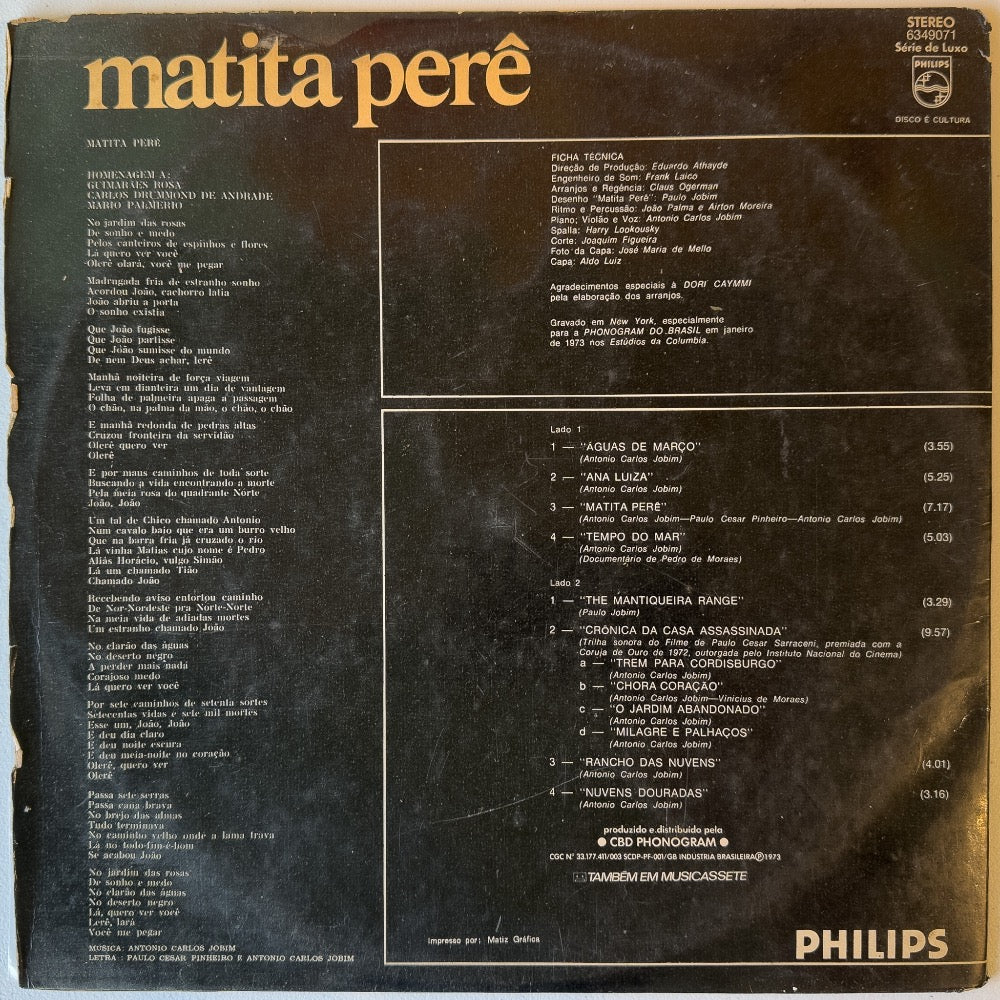 matita perê
STEREO
6349071
Série de Luxo
PHILIPS
DISCO É CULTURA
MATITA PERÊ
HOMENAGEM A:
GUIMARÃES ROSA
CARLOS DRUMMOND DE ANDRADE
MARIO PALMERIO
No jardim das rosas
De sonho e medo
Pelos canteiros de espinhos e flores
Lá quero ver você
Olerê olará, você me pegar
Madrugada fria de estranho sonho
Acordou João, cachorro latia
João abriu a porta
O sonho existia
Que João fugisse
Que João partisse
Que João sumisse do mundo
De nem Deus achar, lerê
Manhã noiteira de força viagem
Leva em dianteira um dia de vantagem
Folha de palmeira apaga a passagem
O chão, na palma da mão, o chão, o chão
E manhã redonda de pedras altas
Cruzou fronteira da servidão
Olerê quero ver
Olerê
E por maus caminhos de toda sorte
Buscando a vida encontrando a morte
Pela meia rosa do quadrante Norte
João, João
Um tal de Chico chamado Antonio
Num cavalo baio que era um burro velho
Que na barra fria já cruzado o rio
Lá vinha Matias cujo nome é Pedro
Aliás Horácio, vulgo Simão
Lá um chamado Tião
Chamado João
Recebendo aviso entortou caminho
De Nor-Nordeste pra Norte-Norte
Na meia vida de adiadas mortes
Um estranho chamado João
No clarão das águas
No deserto negro
A perder mais nada
Corajoso medo
Lá quero ver você
Por sete caminhos de setenta sortes
Setecentas vidas e sete mil mortes
Esse um, João, João
E deu dia claro
E deu noite escura
E deu meia-noite no coração
Olerê, quero ver
Olerê
Passa sete serras
Passa cana brava
No brejo das almas
Tudo terminava
No caminho velho onde a lama trava
Lá no todo-fim-é-bom
Se acabou João
No jardim das rosas
De sonho e medo
No clarão das águas
No deserto negro
Lá, quero ver você
Lerê, lará
Você me pegar
MÚSICA: ANTONIO CARLOS JOBIM
LETRA : PAULO CESAR PINHEIRO E ANTONIO CARLOS JOBIM
FICHA TÉCNICA
Direção de Produção: Eduardo Athayde
Engenheiro de Som: Frank Laico
Arranjos e Regência: Claus Ogerman
Desenho "Matita Perê": Paulo Jobim
Ritmo e Percussão: João Palma e Airton Moreira
Piano; Violão e Voz: Antonio Carlos Jobim
Spalla: Harry Lookousky
Corte: Joaquim Figueira
Foto da Capa: José Maria de Mello
Capa: Aldo Luiz
Agradecimentos especiais à DORI CAYMMI
pela elaboração dos arranjos.
Gravado em New York, especialmente
para a PHONOGRAM DO BRASIL em janeiro
de 1973 nos Estúdios da Columbia.
Lado 1
1 — "ÁGUAS DE MARÇO" (3.55)
(Antonio Carlos Jobim)
2 — "ANA LUIZA" (5.25)
(Antonio Carlos Jobim)
3 — "MATITA PERÊ" (7.17)
(Antonio Carlos Jobim—Paulo Cesar Pinheiro—Antonio Carlos Jobim)
4 — "TEMPO DO MAR" (5.03)
(Antonio Carlos Jobim)
(Documentário de Pedro de Moraes)
Lado 2
1 — "THE MANTIQUEIRA RANGE" (3.29)
(Paulo Jobim)
2 — "CRÔNICA DA CASA ASSASSINADA" (9.57)
(Trilha sonora do Filme de Paulo Cesar Sarraceni, premiada com a
Coruja de Ouro de 1972, outorgada pelo Instituto Nacional do Cinema)
a — "TREM PARA CORDISBURGO"
(Antonio Carlos Jobim)
b — "CHORA CORAÇÃO"
(Antonio Carlos Jobim—Vinicius de Moraes)
c — "O JARDIM ABANDONADO"
(Antonio Carlos Jobim)
d — "MILAGRE E PALHAÇOS"
(Antonio Carlos Jobim)
3 — "RANCHO DAS NUVENS" (4.01)
(Antonio Carlos Jobim)
4 — "NUVENS DOURADAS" (3.16)
(Antonio Carlos Jobim)
produzido e distribuído pela
● CBD PHONOGRAM ●
CGC Nº 33.177.411/003 SCDP-PF-001/GB INDUSTRIA BRASILEIRA Ⓟ 1973
TAMBÉM EM MUSICASSETE
Impresso por: Matiz Gráfica
PHILIPS